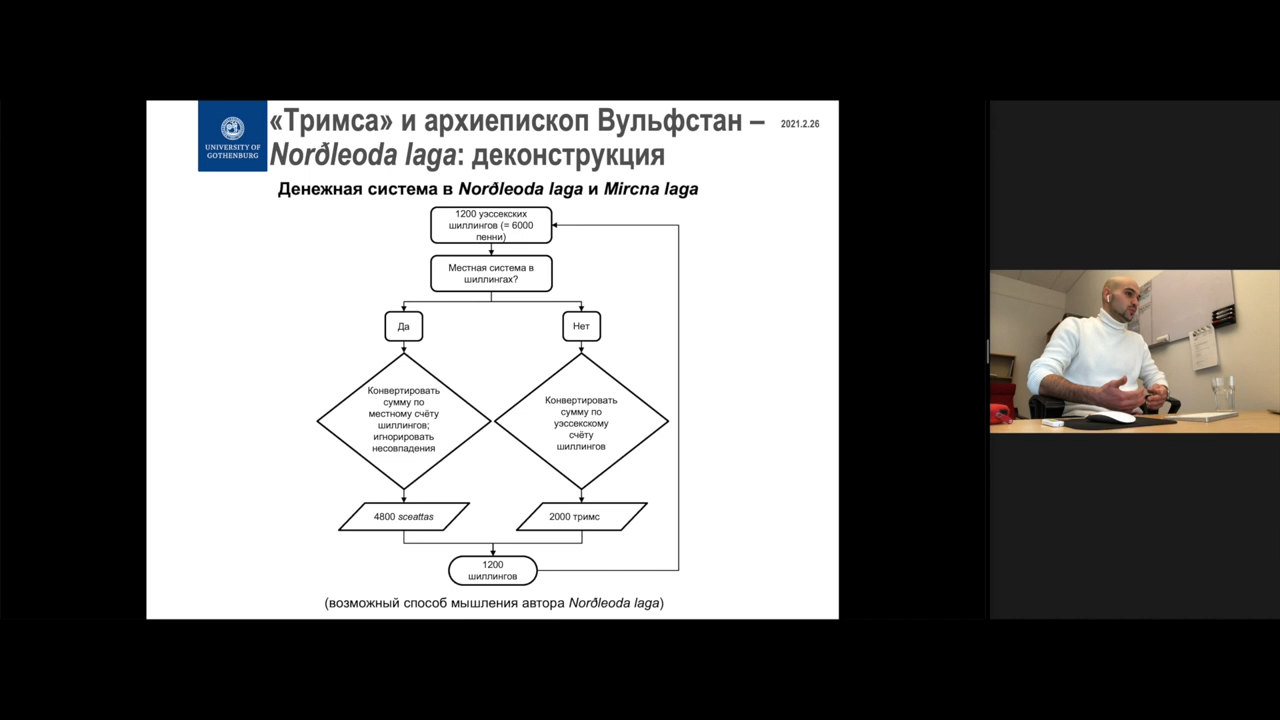 «Тримса» и архиепископ Вульфстан –
2021.2.26
Norðleoda laga: деконструкция
UNIVERSITY OF
GOTHENBURG
Денежная система в Norðleoda laga и Mircna laga
1200 уэссекских
шиллингов (= 6000
пенни)
Местная система в
шиллингах?
Да
Нет
Конвертировать
сумму по
местному счёту
шиллингов;
игнорировать
несовпадения
Конвертировать
сумму по
уэссекскому
счёту
шиллингов
4800 sceattas
2000 тримс
1200
шиллингов
(возможный способ мышления автора Norðleoda laga)